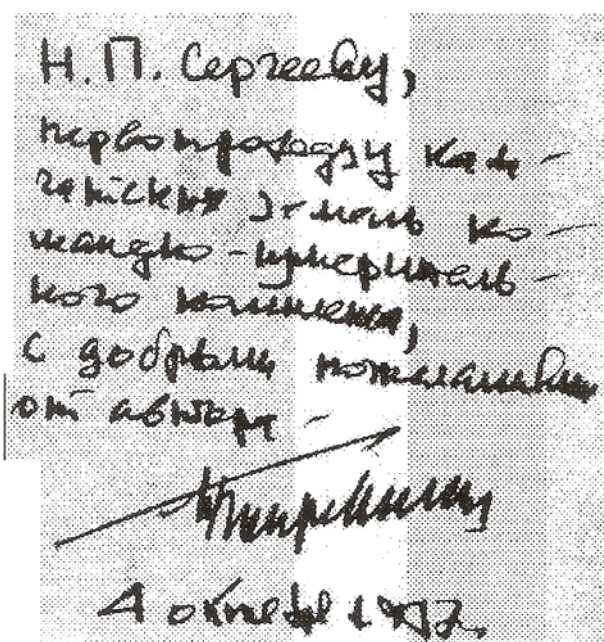 Н.П. Сергееву,
первопроходцу кам-
чатских земель ко-
мандно-измеритель-
ного комплекса,
с добрыми пожеланиями
от автора -
4 октября